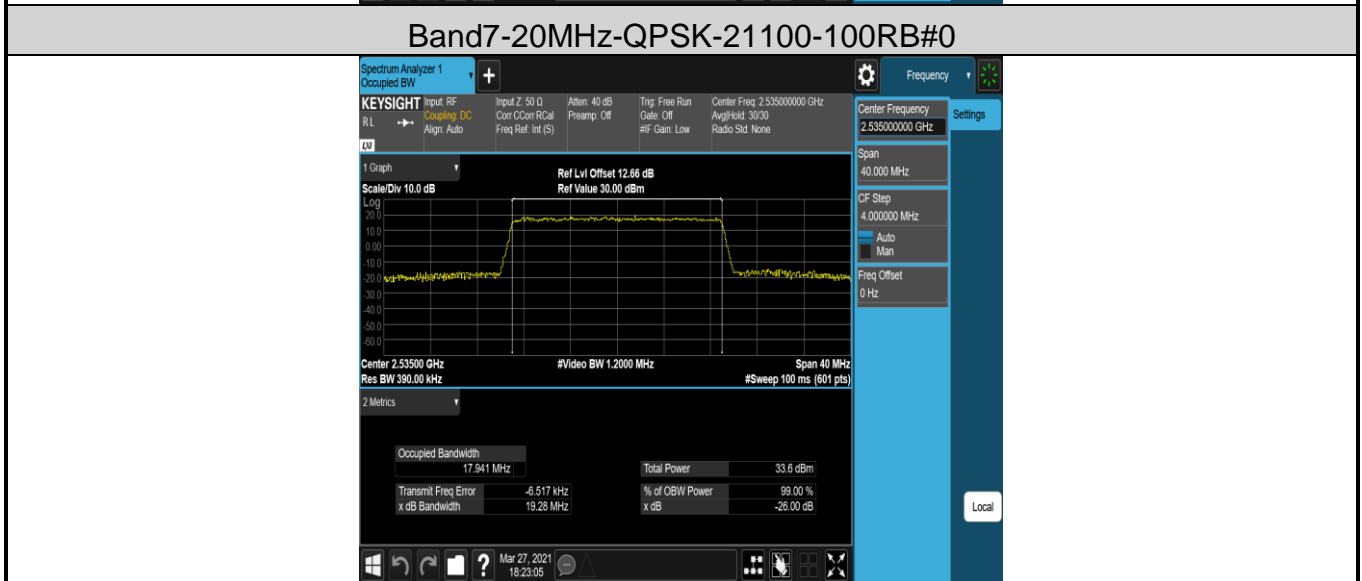 Band7-20MHz-QPSK-21100-100RB#0
Spectrum Analyzer 1
Occupied BW
+
Frequency
KEYSIGHT
RL
LXI
Input: RF
Coupling: DC
Align: Auto
Input Z: 50 Ω
Corr CCorr RCal
Freq Ref: Int (S)
Atten: 40 dB
Preamp: Off
Trig: Free Run
Gate: Off
#IF Gain: Low
Center Freq: 2.535000000 GHz
Avg|Hold: 30/30
Radio Std: None
Center Frequency
2.535000000 GHz
Settings
Span
40.000 MHz
CF Step
4.000000 MHz
Auto
Man
Freq Offset
0 Hz
Local
1 Graph
Ref Lvl Offset 12.66 dB
Scale/Div 10.0 dB
Ref Value 30.00 dBm
Log
20.0
10.0
0.00
-10.0
-20.0
-30.0
-40.0
-50.0
-60.0
Center 2.53500 GHz
#Video BW 1.2000 MHz
Span 40 MHz
Res BW 390.00 kHz
#Sweep 100 ms (601 pts)
2 Metrics
Occupied Bandwidth
17.941 MHz
Total Power 33.6 dBm
Transmit Freq Error -6.517 kHz
% of OBW Power 99.00 %
x dB Bandwidth 19.28 MHz
x dB -26.00 dB
?
Mar 27, 2021
18:23:05